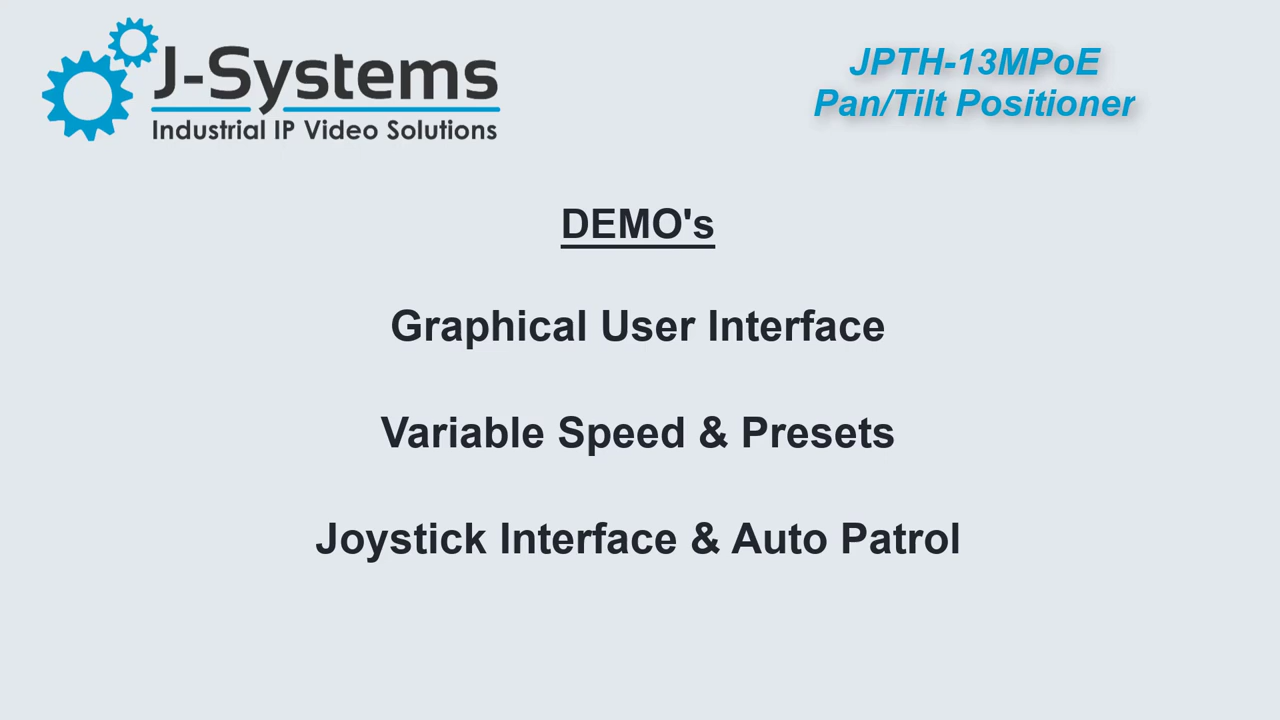 J-Systems
Industrial IP Video Solutions
JPTH-13MPoE
Pan/Tilt Positioner
DEMO's
Graphical User Interface
Variable Speed & Presets
Joystick Interface & Auto Patrol